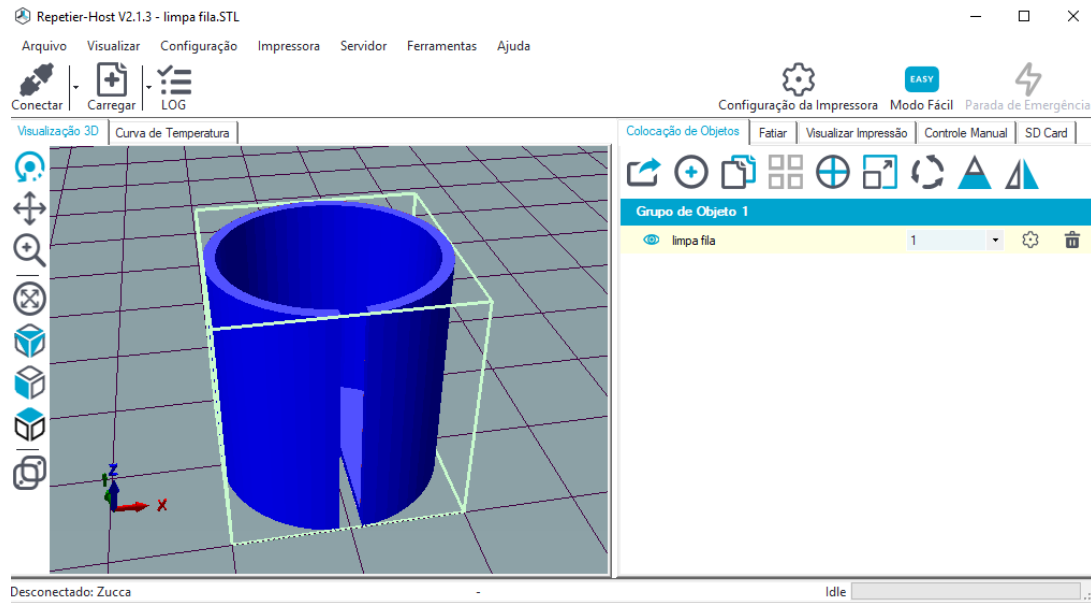 Repetier-Host V2.1.3 - limpa fila.STL
Arquivo Visualizar Configuração Impressora Servidor Ferramentas Ajuda
Conectar Carregar LOG
EASY
Configuração da Impressora Modo Fácil Parada de Emergência
Visualização 3D Curva de Temperatura
Colocação de Objetos Fatiar Visualizar Impressão Controle Manual SD Card
Grupo de Objeto 1
limpa fila 1
Z
X
Desconectado: Zucca - Idle